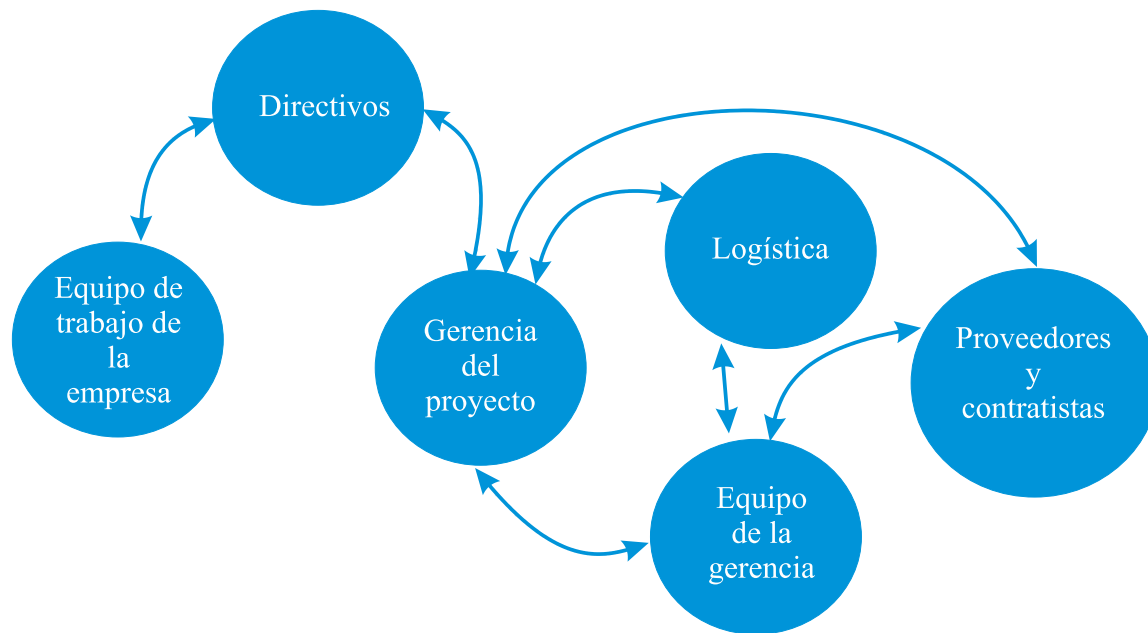 Directivos
Equipo de
trabajo de
la
empresa
Gerencia
del
proyecto
Logística
Proveedores
y
contratistas
Equipo
de la
gerencia